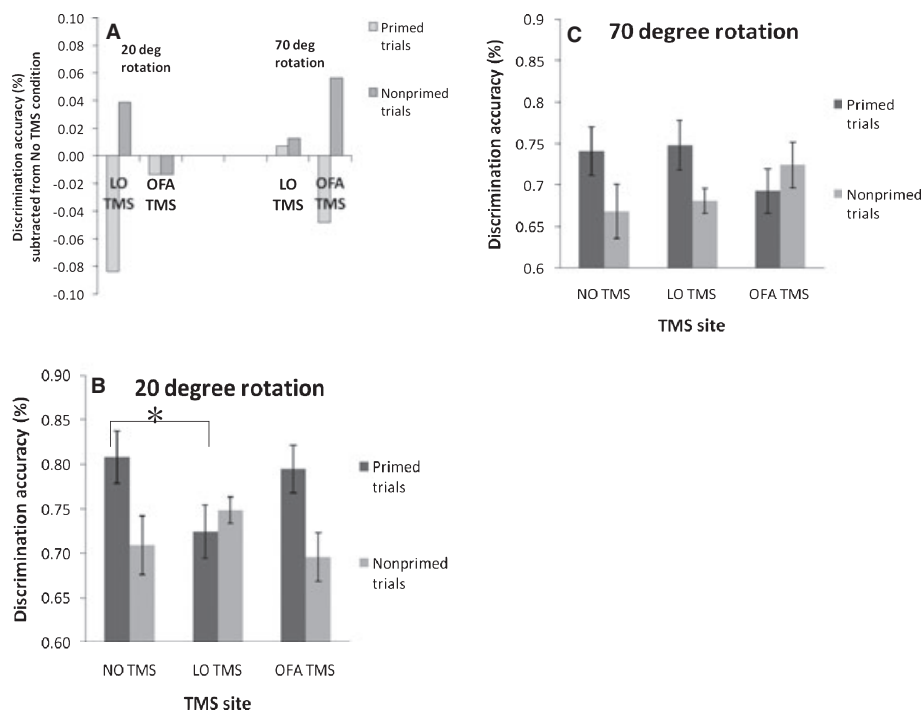 A
20 deg
rotation
70 deg
rotation
Primed
trials
Nonprimed
trials
Discrimination accuracy (%)
subtracted from No TMS condition
0.10
0.08
0.06
0.04
0.02
0.00
-0.02
-0.04
-0.06
-0.08
-0.10
LO
TMS
OFA
TMS
LO
TMS
OFA
TMS
C 70 degree rotation
Discrimination accuracy (%)
0.9
0.85
0.8
0.75
0.7
0.65
0.6
Primed
trials
Nonprimed
trials
NO TMS LO TMS OFA TMS
TMS site
B 20 degree rotation
*
Discrimination accuracy (%)
0.90
0.85
0.80
0.75
0.70
0.65
0.60
Primed
trials
Nonprimed
trials
NO TMS LO TMS OFA TMS
TMS site